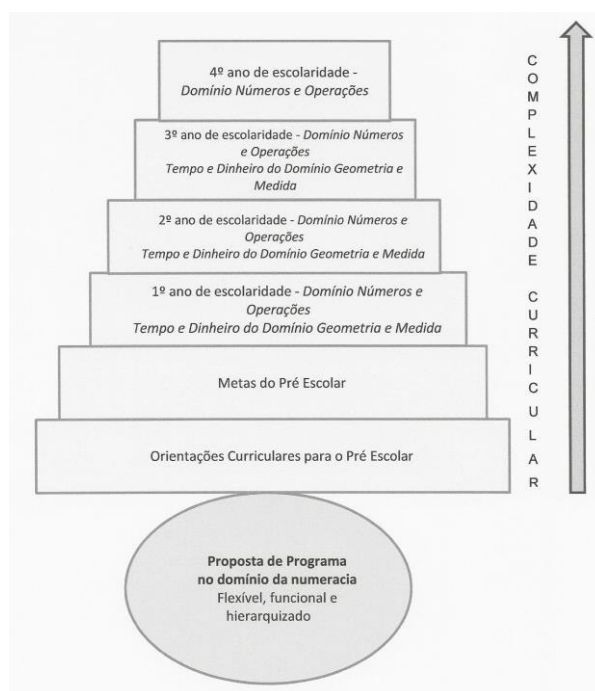 4º ano de escolaridade -
Domínio Números e Operações
3º ano de escolaridade - Domínio Números
e Operações
Tempo e Dinheiro do Domínio Geometria e
Medida
2º ano de escolaridade - Domínio Números e
Operações
Tempo e Dinheiro do Domínio Geometria e Medida
1º ano de escolaridade - Domínio Números e
Operações
Tempo e Dinheiro do Domínio Geometria e Medida
Metas do Pré Escolar
Orientações Curriculares para o Pré Escolar
Proposta de Programa
no domínio da numeracia
Flexível, funcional e
hierarquizado
COMPLEXIDADE CURRICULAR